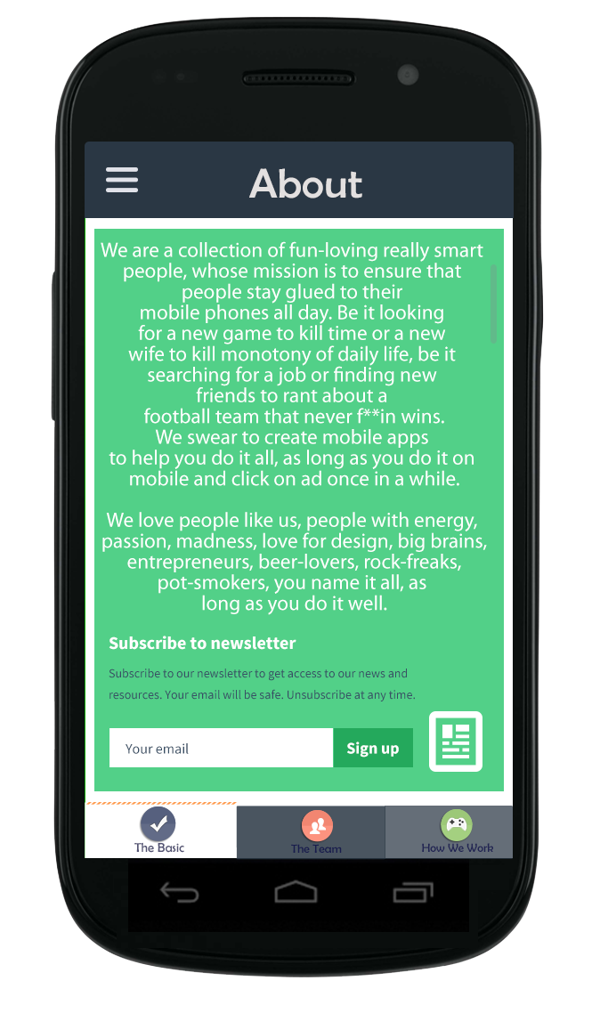 About
We are a collection of fun-loving really smart
people, whose mission is to ensure that
people stay glued to their
mobile phones all day. Be it looking
for a new game to kill time or a new
wife to kill monotony of daily life, be it
searching for a job or finding new
friends to rant about a
football team that never f**in wins.
We swear to create mobile apps
to help you do it all, as long as you do it on
mobile and click on ad once in a while.
We love people like us, people with energy,
passion, madness, love for design, big brains,
entrepreneurs, beer-lovers, rock-freaks,
pot-smokers, you name it all, as
long as you do it well.
Subscribe to newsletter
Subscribe to our newsletter to get access to our news and
resources. Your email will be safe. Unsubscribe at any time.
Your email Sign up
The Basic The Team How We Work